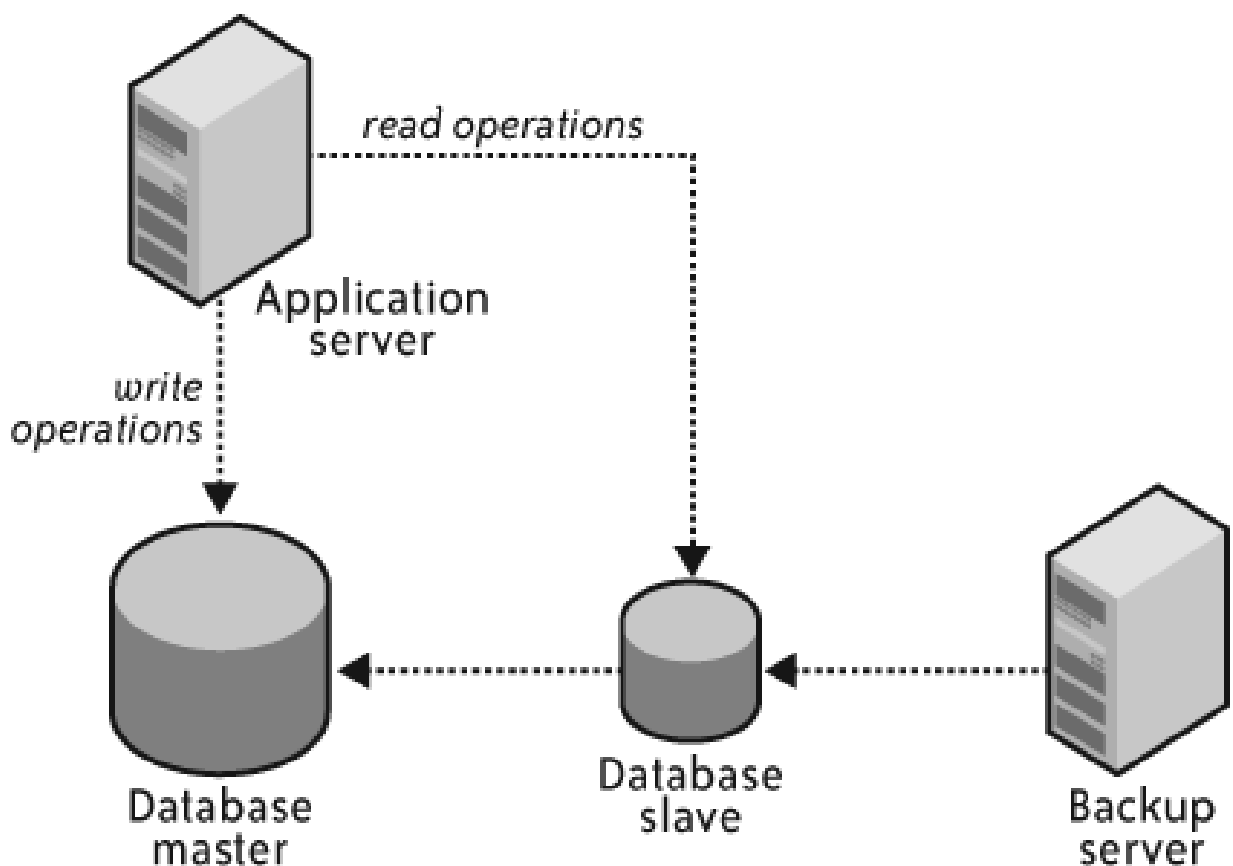 read operations
Application
server
write
operations
Database
master
Database
slave
Backup
server